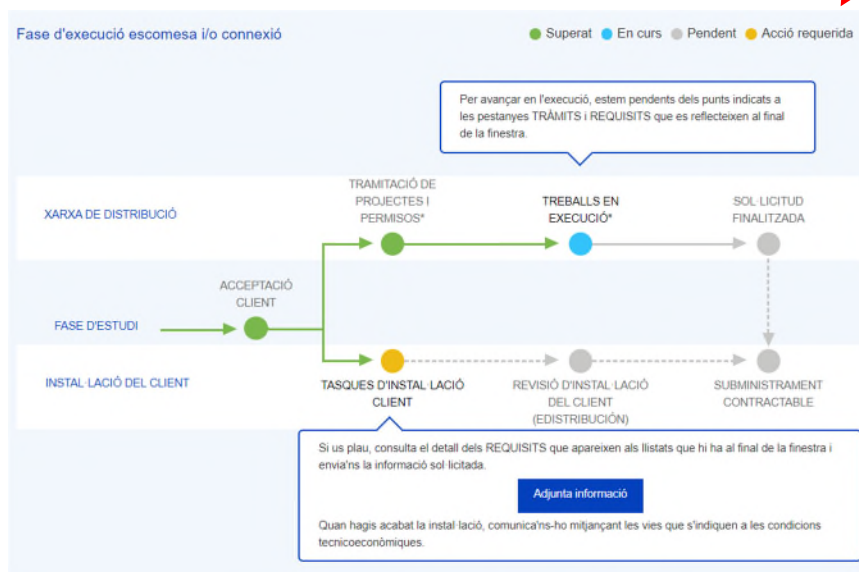 Fase d'execució escomesa i/o connexió
Superat En curs Pendent Acció requerida
Per avançar en l'execució, estem pendents dels punts indicats a
les pestanyes TRÀMITS i REQUISITS que es reflecteixen al final
de la finestra.
XARXA DE DISTRIBUCIÓ
TRAMITACIÓ DE
PROJECTES I
PERMISOS*
TREBALLS EN
EXECUCIÓ*
SOL·LICITUD
FINALITZADA
ACCEPTACIÓ
CLIENT
FASE D'ESTUDI
INSTAL·LACIÓ DEL CLIENT
TASQUES D'INSTAL·LACIÓ
CLIENT
REVISIÓ D'INSTAL·LACIÓ
DEL CLIENT
(EDISTRIBUCIÓN)
SUBMINISTRAMENT
CONTRACTABLE
Si us plau, consulta el detall dels REQUISITS que apareixen als llistats que hi ha al final de la finestra i
envia'ns la informació sol·licitada.
Adjunta informació
Quan hagis acabat la instal·lació, comunica'ns-ho mitjançant les vies que s'indiquen a les condicions
tecnicoeconòmiques.